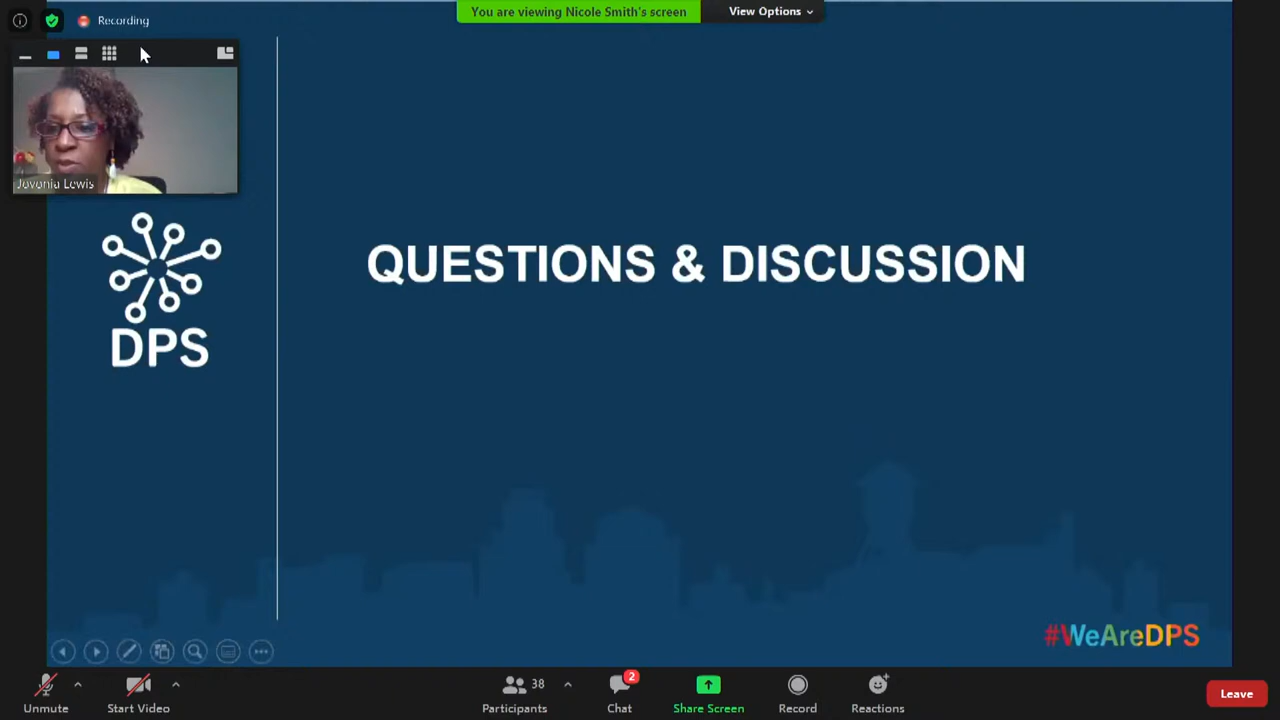 Recording
You are viewing Nicole Smith's screen
View Options
Jovonia Lewis
DPS
QUESTIONS & DISCUSSION
#WeAreDPS
Unmute
Start Video
38
Participants
2
Chat
Share Screen
Record
Reactions
Leave